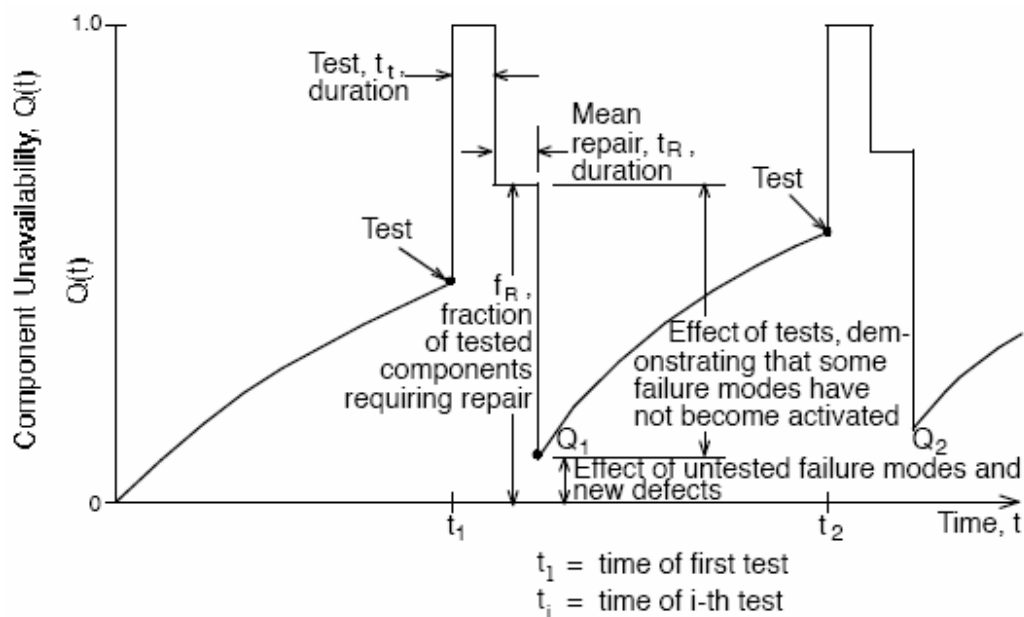 Component Unavailability, Q(t)
Q(t)
1.0
0
Test, t_t,
duration
Mean
repair, t_R,
duration
Test
Test
f_R,
fraction
of tested
components
requiring repair
Effect of tests, dem-
onstrating that some
failure modes have
not become activated
Q_1
Q_2
Effect of untested failure modes and
new defects
t_1
t_2
Time, t
t_1 = time of first test
t_i = time of i-th test